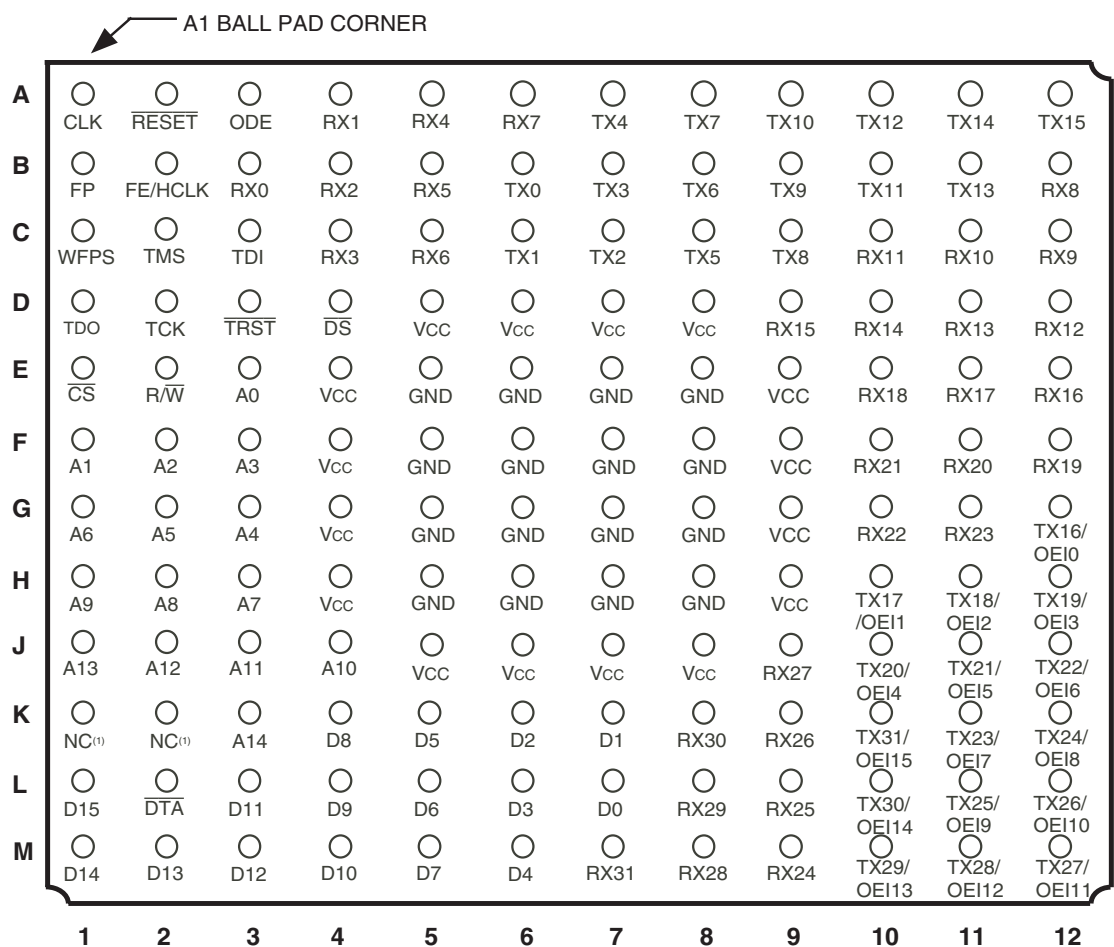 A1 BALL PAD CORNER
A
CLK RESET ODE RX1 RX4 RX7 TX4 TX7 TX10 TX12 TX14 TX15
B
FP FE/HCLK RX0 RX2 RX5 TX0 TX3 TX6 TX9 TX11 TX13 RX8
C
WFPS TMS TDI RX3 RX6 TX1 TX2 TX5 TX8 RX11 RX10 RX9
D
TDO TCK TRST DS VCC VCC VCC VCC RX15 RX14 RX13 RX12
E
CS R/W A0 VCC GND GND GND GND VCC RX18 RX17 RX16
F
A1 A2 A3 VCC GND GND GND GND VCC RX21 RX20 RX19
G
A6 A5 A4 VCC GND GND GND GND VCC RX22 RX23 TX16/
OEI0
H
A9 A8 A7 VCC GND GND GND GND VCC TX17 TX18/ TX19/
/OEI1 OEI2 OEI3
J
A13 A12 A11 A10 VCC VCC VCC VCC RX27 TX20/ TX21/ TX22/
OEI4 OEI5 OEI6
K
NC(1) NC(1) A14 D8 D5 D2 D1 RX30 RX26 TX31/ TX23/ TX24/
OEI15 OEI7 OEI8
L
D15 DTA D11 D9 D6 D3 D0 RX29 RX25 TX30/ TX25/ TX26/
OEI14 OEI9 OEI10
M
D14 D13 D12 D10 D7 D4 RX31 RX28 RX24 TX29/ TX28/ TX27/
OEI13 OEI12 OEI11
1 2 3 4 5 6 7 8 9 10 11 12